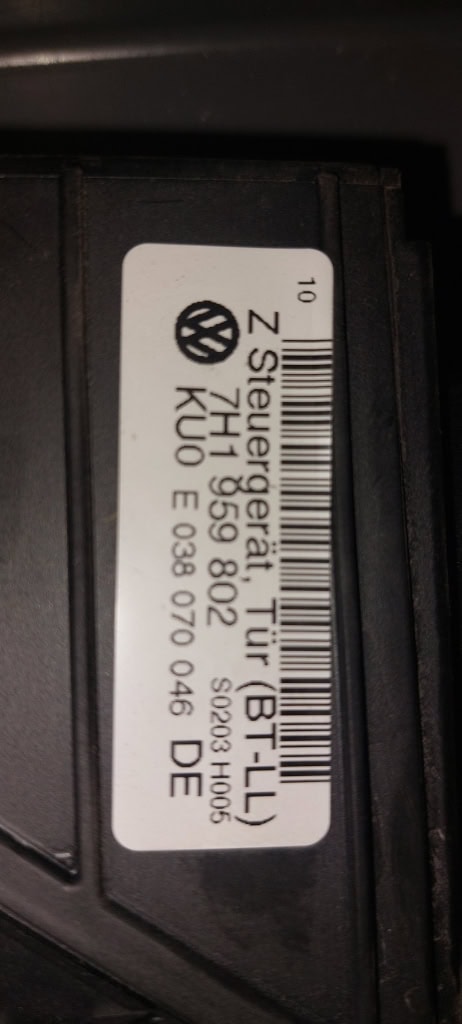 10
Z Steuergerät, Tür (BT-LL)
7H1 959 802 S0203 H005
KU0 E 038 070 046 DE